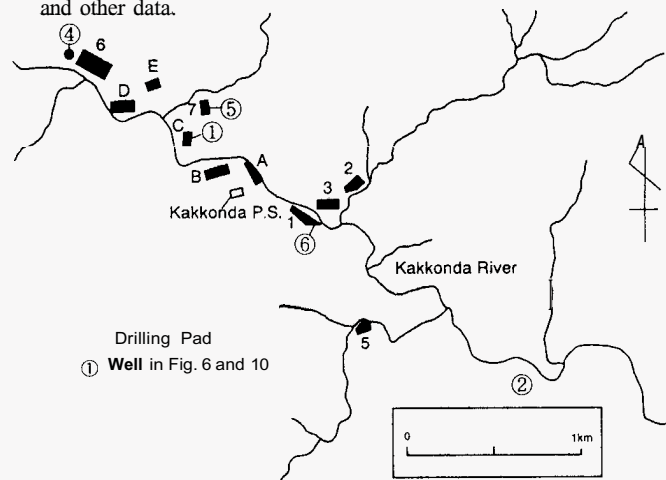 and other data.
④
6
E
D
7
⑤
C
①
B
A
2
3
Kakkonda P.S.
1
⑥
Kakkonda River
5
Drilling Pad
① Well in Fig. 6 and 10
②
0
1km